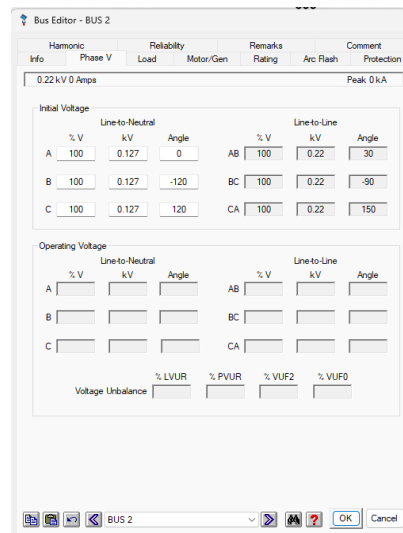 Bus Editor - BUS 2
Harmonic Reliability Remarks Comment
Info Phase V Load Motor/Gen Rating Arc Flash Protection
0.22 kV 0 Amps Peak 0 kA
Initial Voltage
Line-to-Neutral Line-to-Line
% V kV Angle % V kV Angle
A 100 0.127 0 AB 100 0.22 30
B 100 0.127 -120 BC 100 0.22 -90
C 100 0.127 120 CA 100 0.22 150
Operating Voltage
Line-to-Neutral Line-to-Line
% V kV Angle % V kV Angle
A AB
B BC
C CA
% LVUR % PVUR % VUF2 % VUF0
Voltage Unbalance
BUS 2 ? OK Cancel